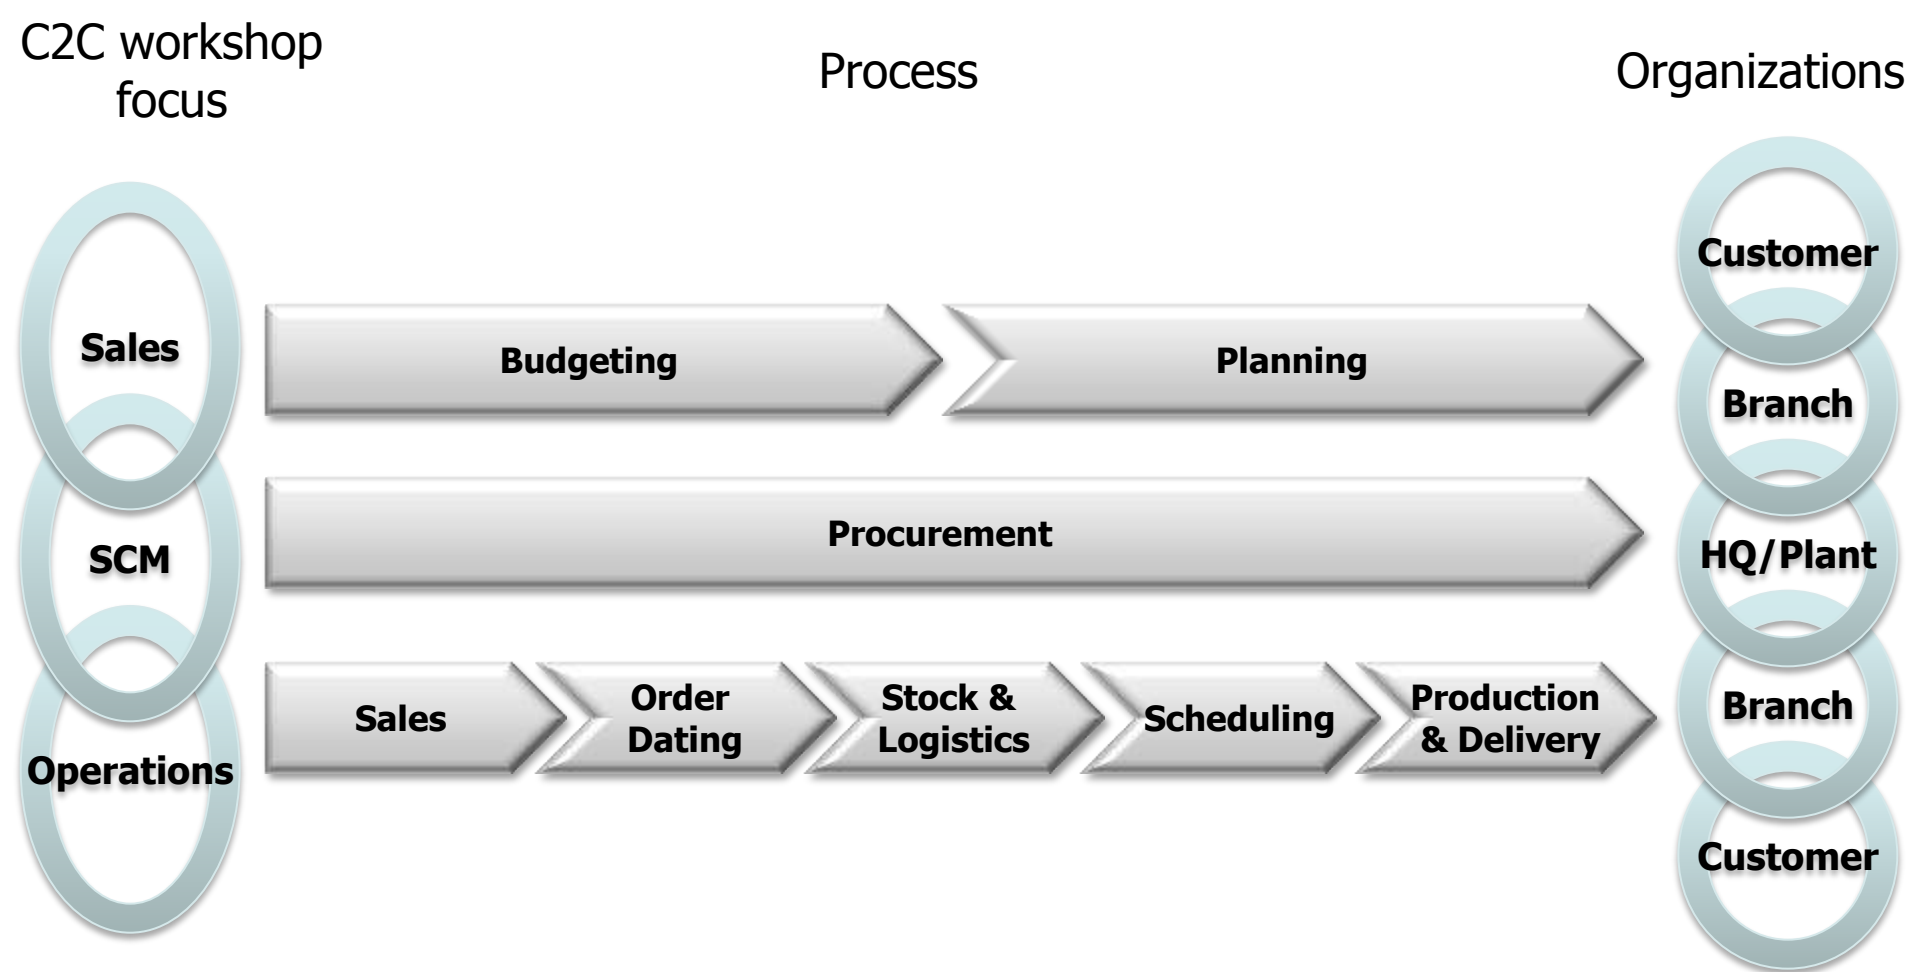 C2C workshop
focus
Process
Organizations
Sales
SCM
Operations
Budgeting
Planning
Procurement
Sales
Order
Dating
Stock &
Logistics
Scheduling
Production
& Delivery
Customer
Branch
HQ/Plant
Branch
Customer